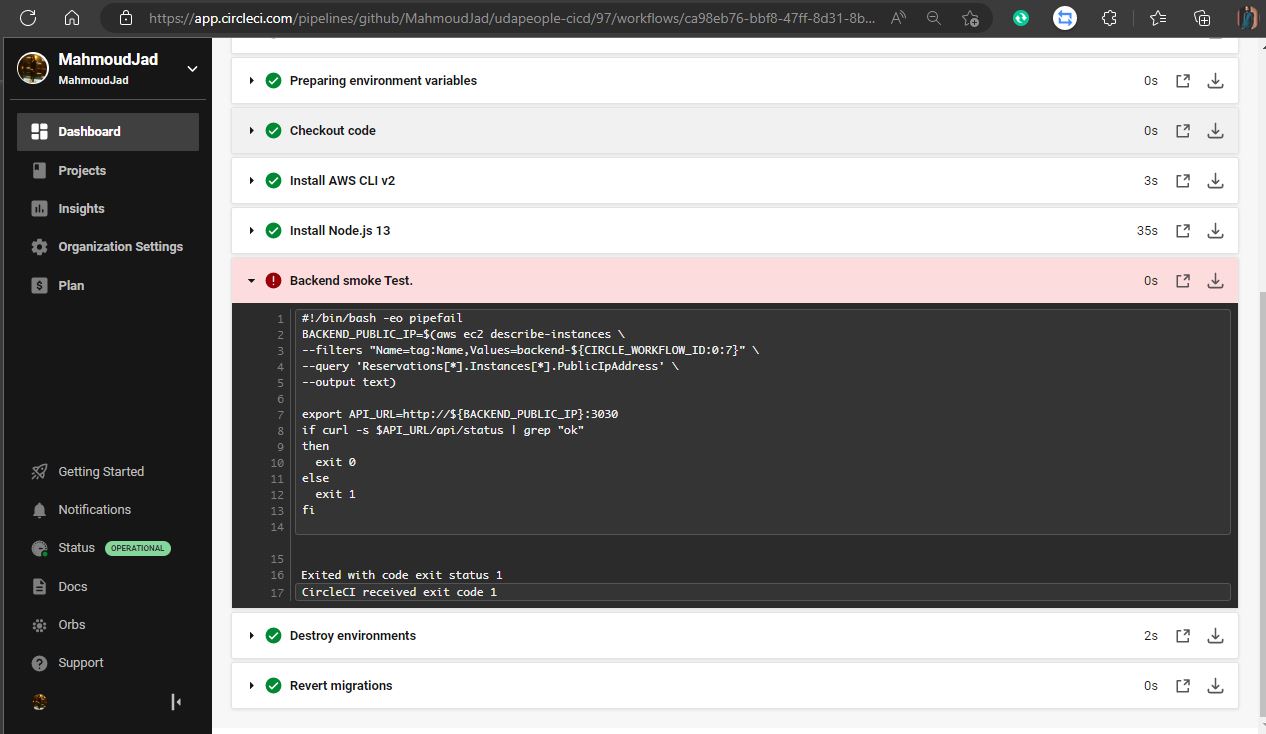 https://app.circleci.com/pipelines/github/MahmoudJad/udapeople-cicd/97/workflows/ca98eb76-bbf8-47ff-8d31-8b...
MahmoudJad
MahmoudJad
Dashboard
Projects
Insights
Organization Settings
Plan
Getting Started
Notifications
Status OPERATIONAL
Docs
Orbs
Support
Preparing environment variables 0s
Checkout code 0s
Install AWS CLI v2 3s
Install Node.js 13 35s
Backend smoke Test. 0s
1 #!/bin/bash -eo pipefail
2 BACKEND_PUBLIC_IP=$(aws ec2 describe-instances \
3 --filters "Name=tag:Name,Values=backend-${CIRCLE_WORKFLOW_ID:0:7}" \
4 --query 'Reservations[*].Instances[*].PublicIpAddress' \
5 --output text)
6
7 export API_URL=http://${BACKEND_PUBLIC_IP}:3030
8 if curl -s $API_URL/api/status | grep "ok"
9 then
10 exit 0
11 else
12 exit 1
13 fi
14
15
16 Exited with code exit status 1
17 CircleCI received exit code 1
Destroy environments 2s
Revert migrations 0s